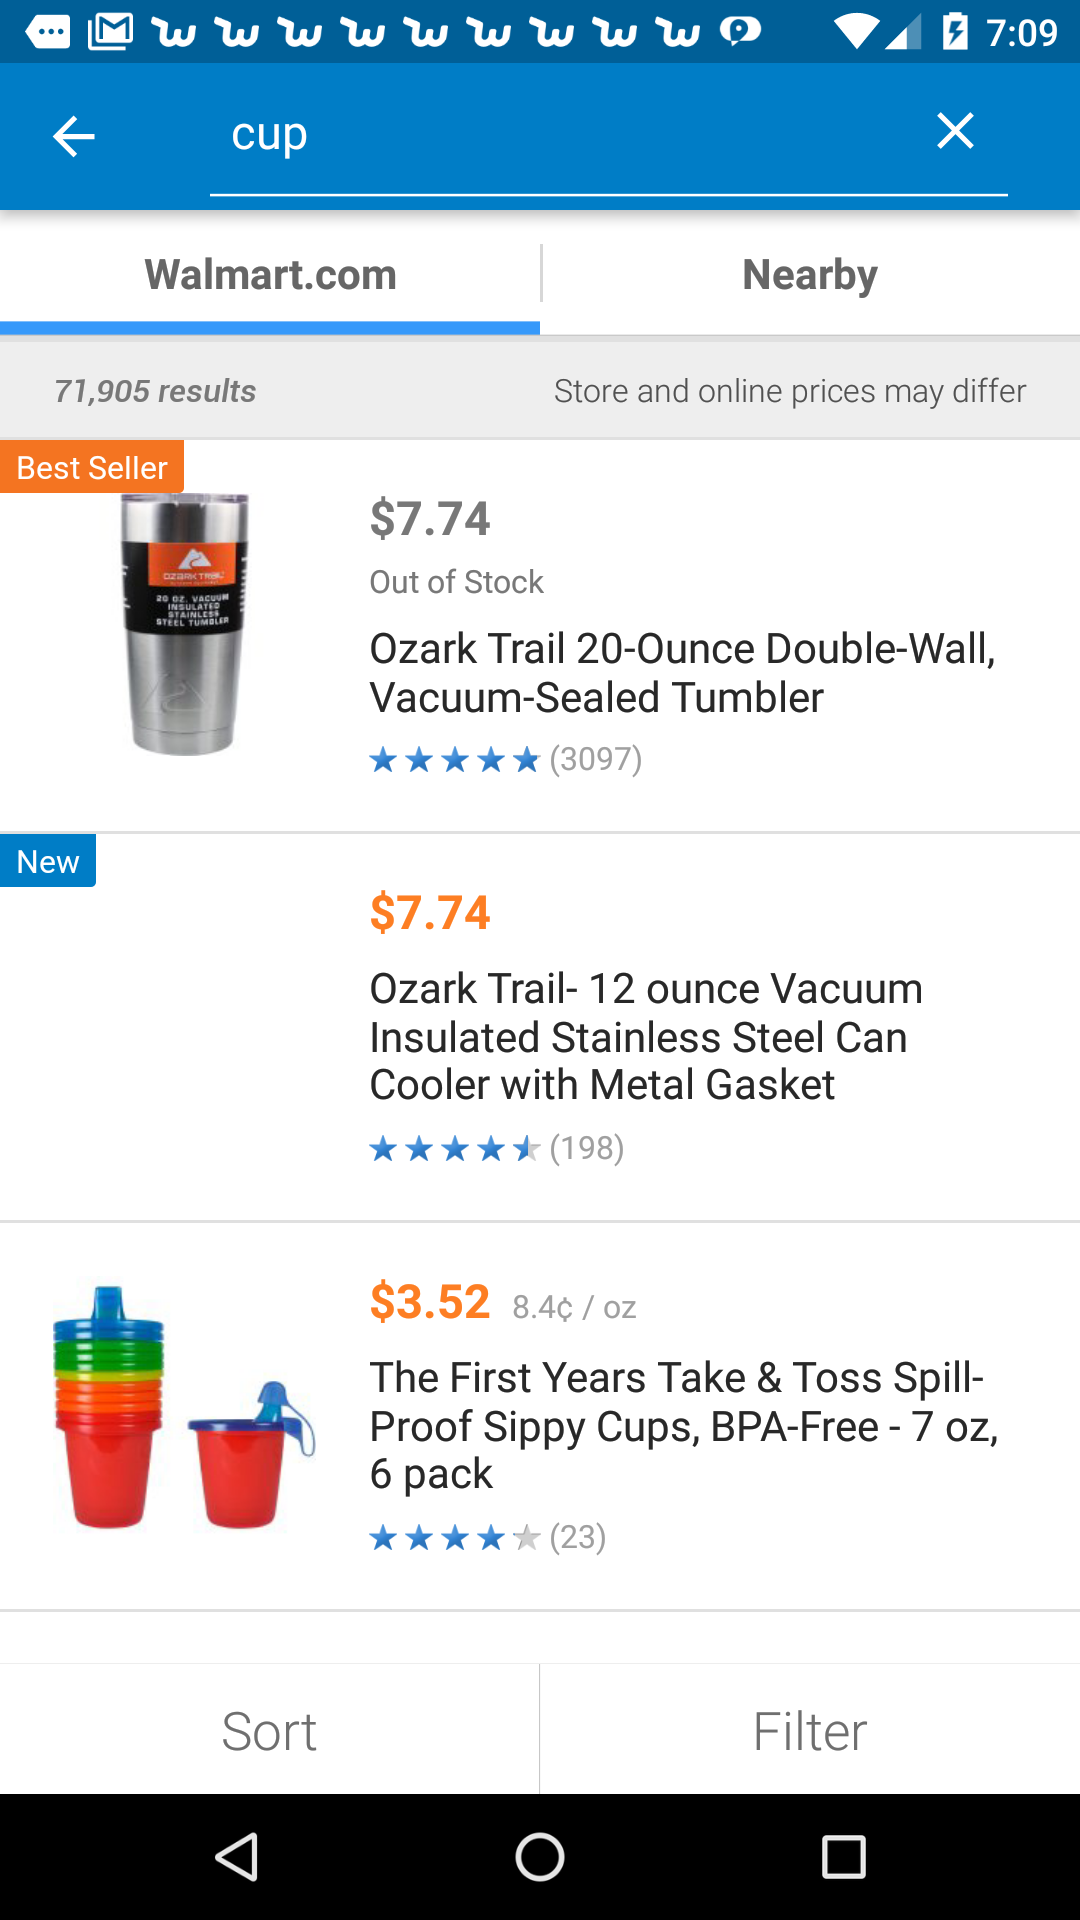 7:09
cup
Walmart.com
Nearby
71,905 results
Store and online prices may differ
Best Seller
OZARK TRAIL
20 OZ. VACUUM
INSULATED
STAINLESS
STEEL TUMBLER
$7.74
Out of Stock
Ozark Trail 20-Ounce Double-Wall,
Vacuum-Sealed Tumbler
(3097)
New
$7.74
Ozark Trail- 12 ounce Vacuum
Insulated Stainless Steel Can
Cooler with Metal Gasket
(198)
$3.52 8.4¢ / oz
The First Years Take & Toss Spill-
Proof Sippy Cups, BPA-Free - 7 oz,
6 pack
(23)
Sort
Filter